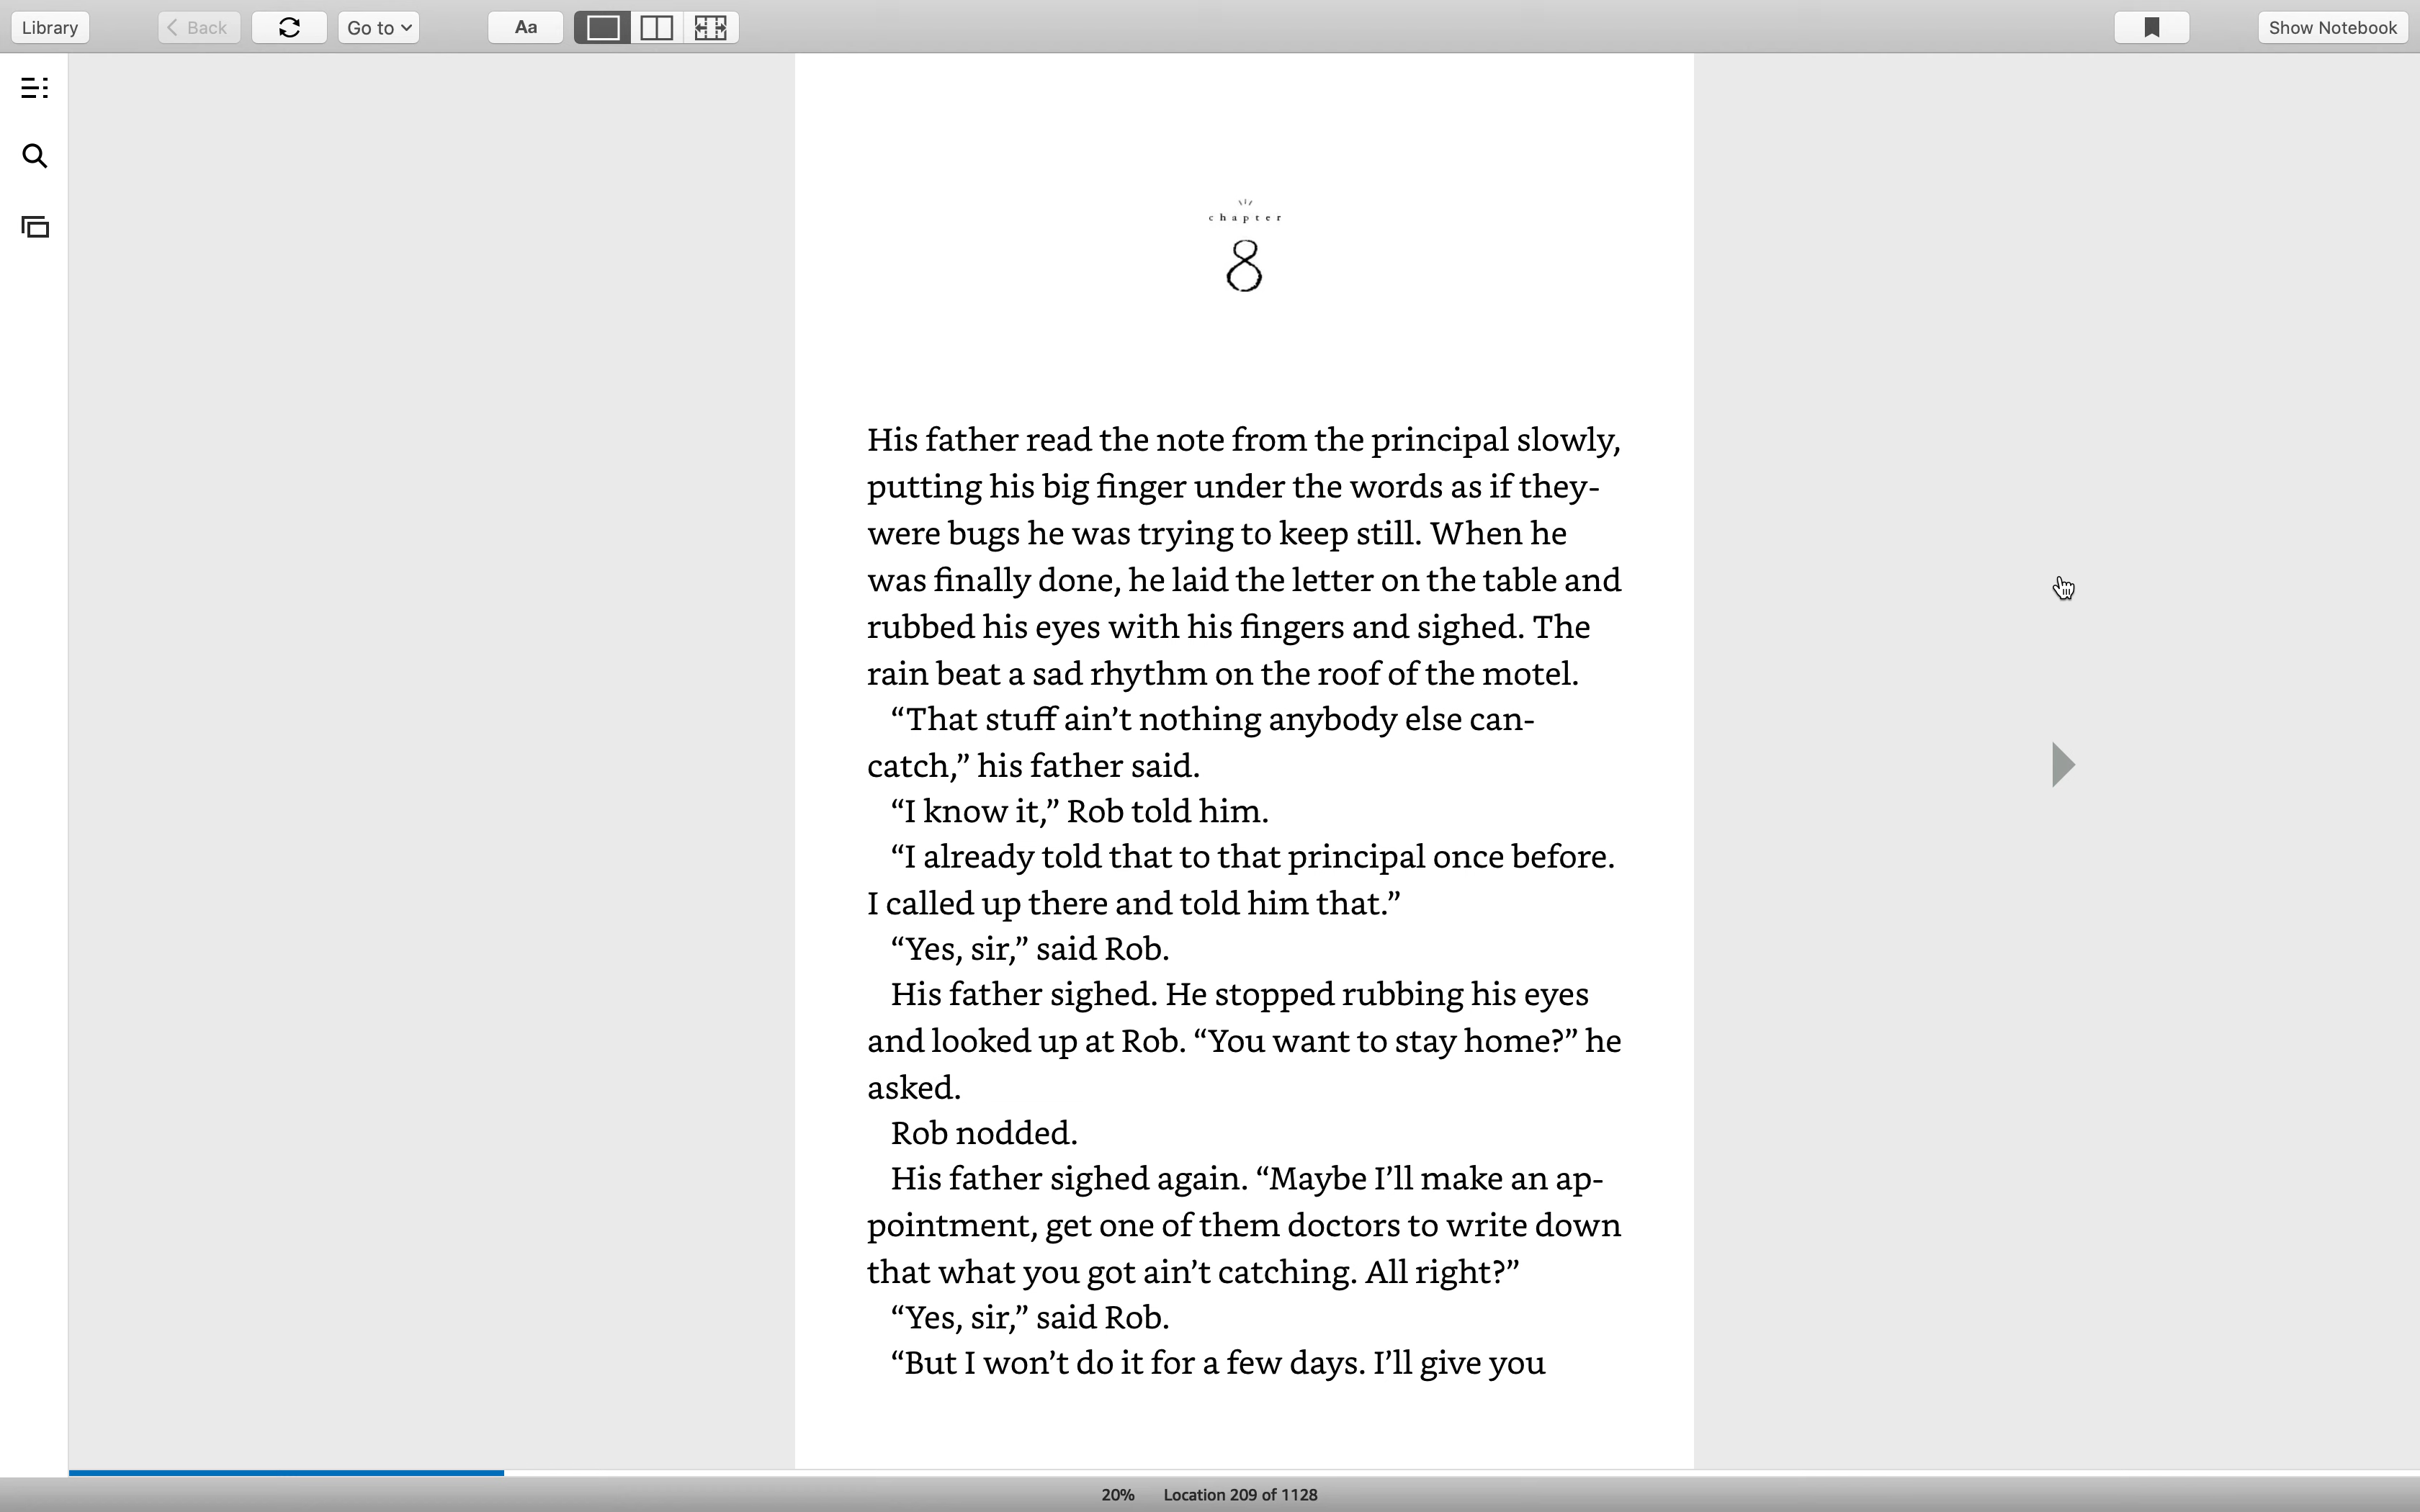 Library
Back
Go to
Aa
Show Notebook
chapter
8
His father read the note from the principal slowly,
putting his big finger under the words as if they-
were bugs he was trying to keep still. When he
was finally done, he laid the letter on the table and
rubbed his eyes with his fingers and sighed. The
rain beat a sad rhythm on the roof of the motel.
“That stuff ain’t nothing anybody else can-
catch,” his father said.
“I know it,” Rob told him.
“I already told that to that principal once before.
I called up there and told him that.”
“Yes, sir,” said Rob.
His father sighed. He stopped rubbing his eyes
and looked up at Rob. “You want to stay home?” he
asked.
Rob nodded.
His father sighed again. “Maybe I’ll make an ap-
pointment, get one of them doctors to write down
that what you got ain’t catching. All right?”
“Yes, sir,” said Rob.
“But I won’t do it for a few days. I’ll give you
20% Location 209 of 1128